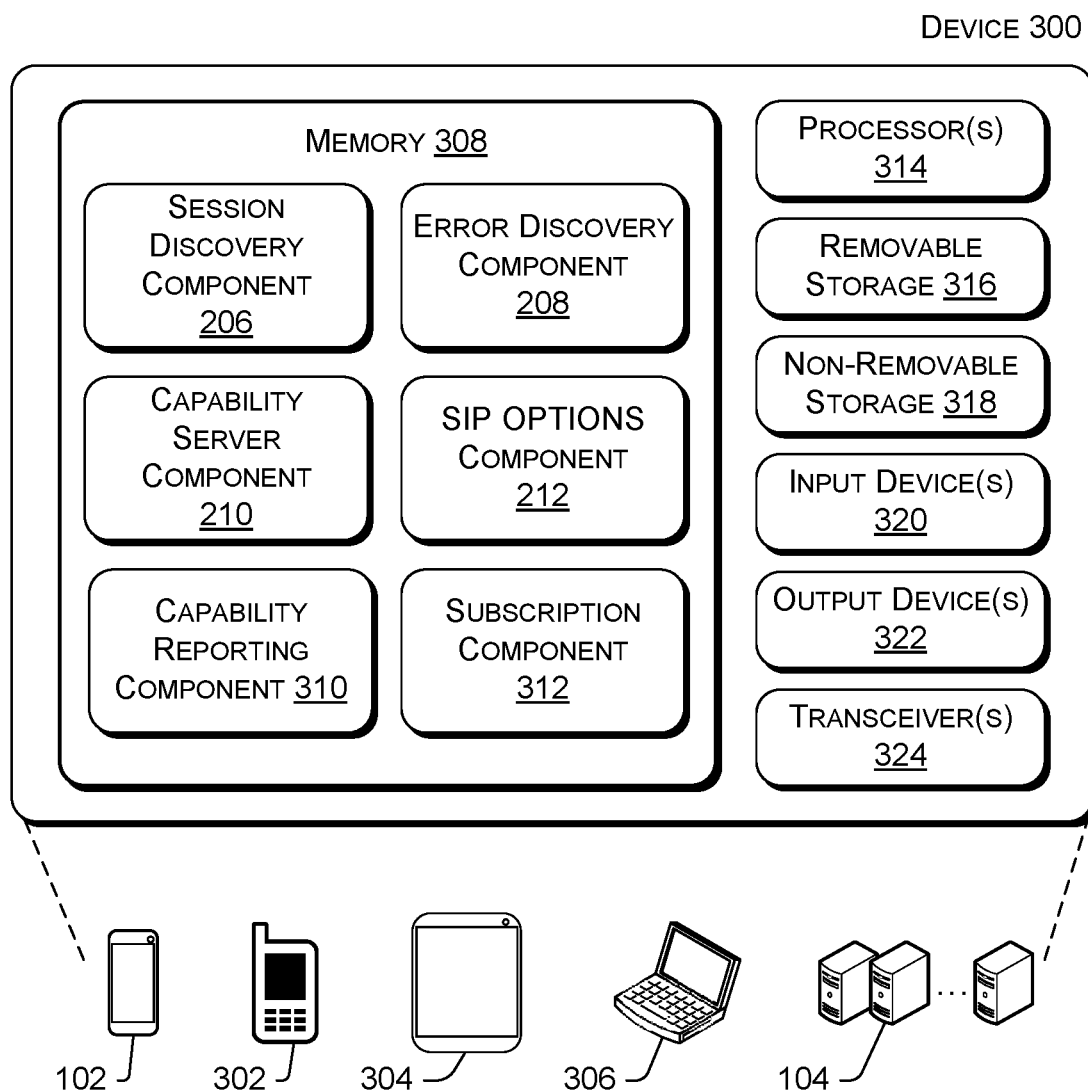 DEVICE 300
MEMORY 308
SESSION
DISCOVERY
COMPONENT
206
ERROR DISCOVERY
COMPONENT
208
CAPABILITY
SERVER
COMPONENT
210
SIP OPTIONS
COMPONENT
212
CAPABILITY
REPORTING
COMPONENT 310
SUBSCRIPTION
COMPONENT
312
PROCESSOR(S)
314
REMOVABLE
STORAGE 316
NON-REMOVABLE
STORAGE 318
INPUT DEVICE(S)
320
OUTPUT DEVICE(S)
322
TRANSCEIVER(S)
324
...
102
302
304
306
104